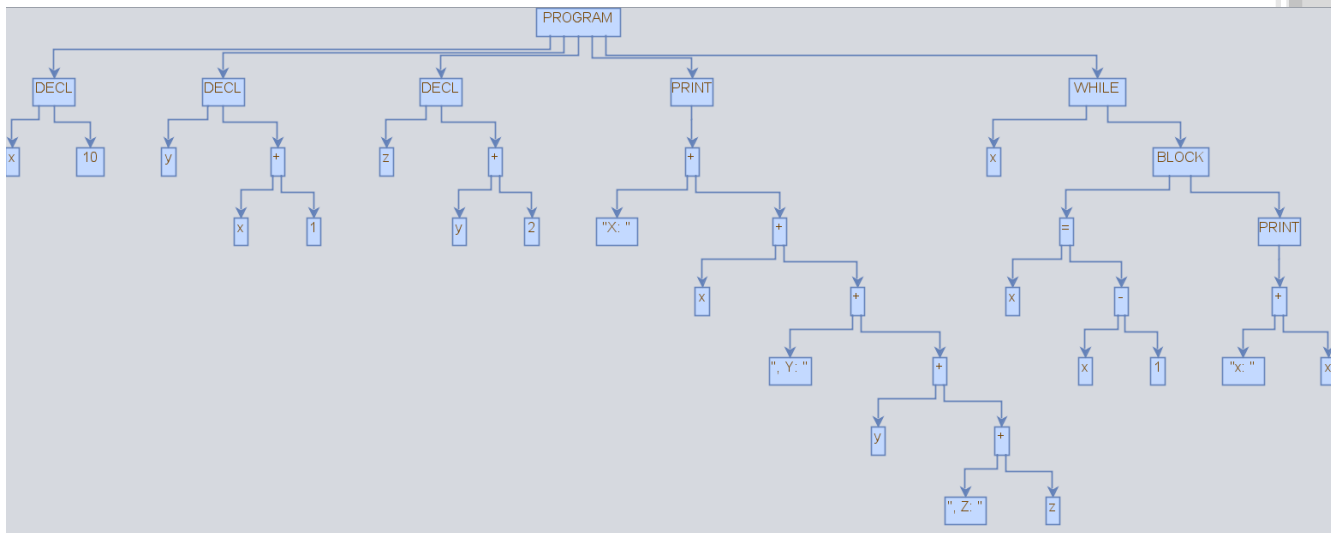 PROGRAM
DECL DECL DECL PRINT WHILE
x 10 y + z + + x BLOCK
x 1 y 2 "X: " + = PRINT
x + x - +
", Y: " + x 1 "x: " x
y +
", Z: " z